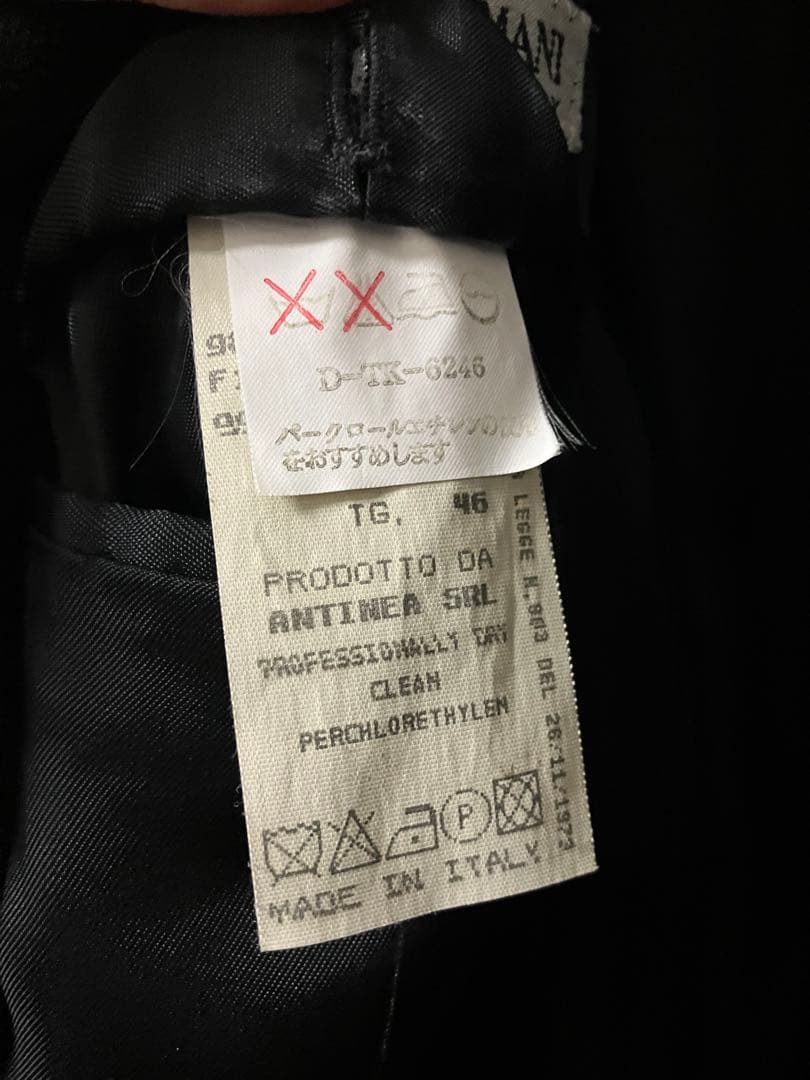 MANI
D-TK-6246
パークロールエチレンの
をおすすめします
TG. 46
PRODOTTO DA
ANTINEA SRL
PROFESSIONALLY DRY
CLEAN
PERCHLORETHYLEN
P
MADE IN ITALY
LEGGE N.883 DEL 26/11/1973